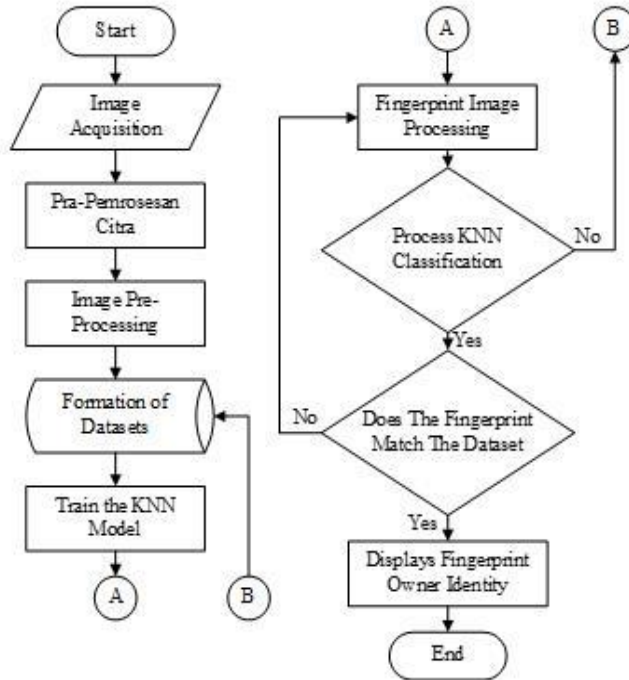 Start
Image
Acquisition
Pra-Pemrosesan
Citra
Image Pre-
Processing
Formation of
Datasets
Train the KNN
Model
A
B
A
B
Fingerprint Image
Processing
Process KNN
Classification
No
Yes
No
Does The Fingerprint
Match The Dataset
Yes
Displays Fingerprint
Owner Identity
End